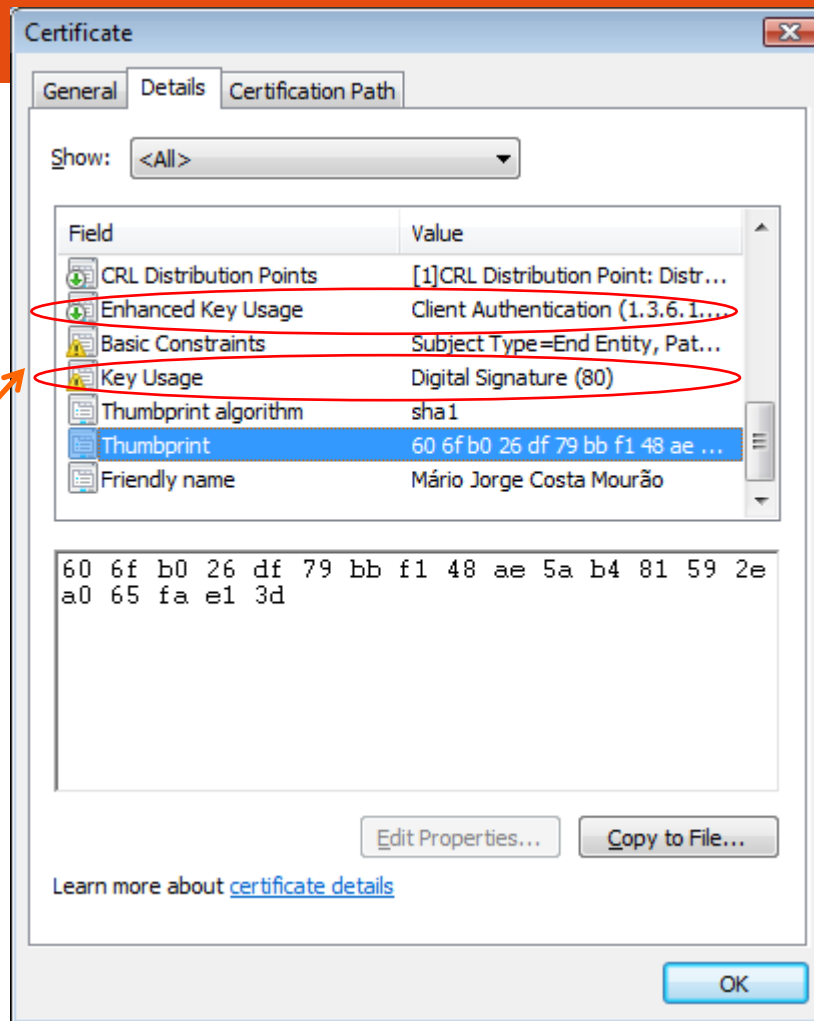 Certificate
General Details Certification Path
Show: <All>
Field Value
CRL Distribution Points [1]CRL Distribution Point: Distr...
Enhanced Key Usage Client Authentication (1.3.6.1....
Basic Constraints Subject Type=End Entity, Pat...
Key Usage Digital Signature (80)
Thumbprint algorithm sha1
Thumbprint 60 6f b0 26 df 79 bb f1 48 ae ...
Friendly name Mário Jorge Costa Mourão
60 6f b0 26 df 79 bb f1 48 ae 5a b4 81 59 2e
a0 65 fa e1 3d
Edit Properties... Copy to File...
Learn more about certificate details
OK